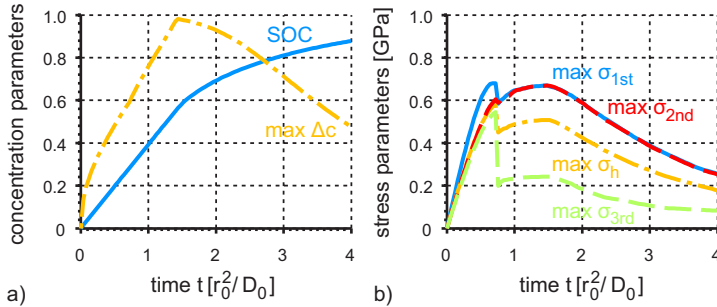 concentration parameters
1.0
0.8
0.6
0.4
0.2
0
0 1 2 3 4
SOC
max Δc
time t [r₀²/D₀]
a)
stress parameters [GPa]
1.0
0.8
0.6
0.4
0.2
0
0 1 2 3 4
max σ1st
max σ2nd
max σh
max σ3rd
time t [r₀²/D₀]
b)